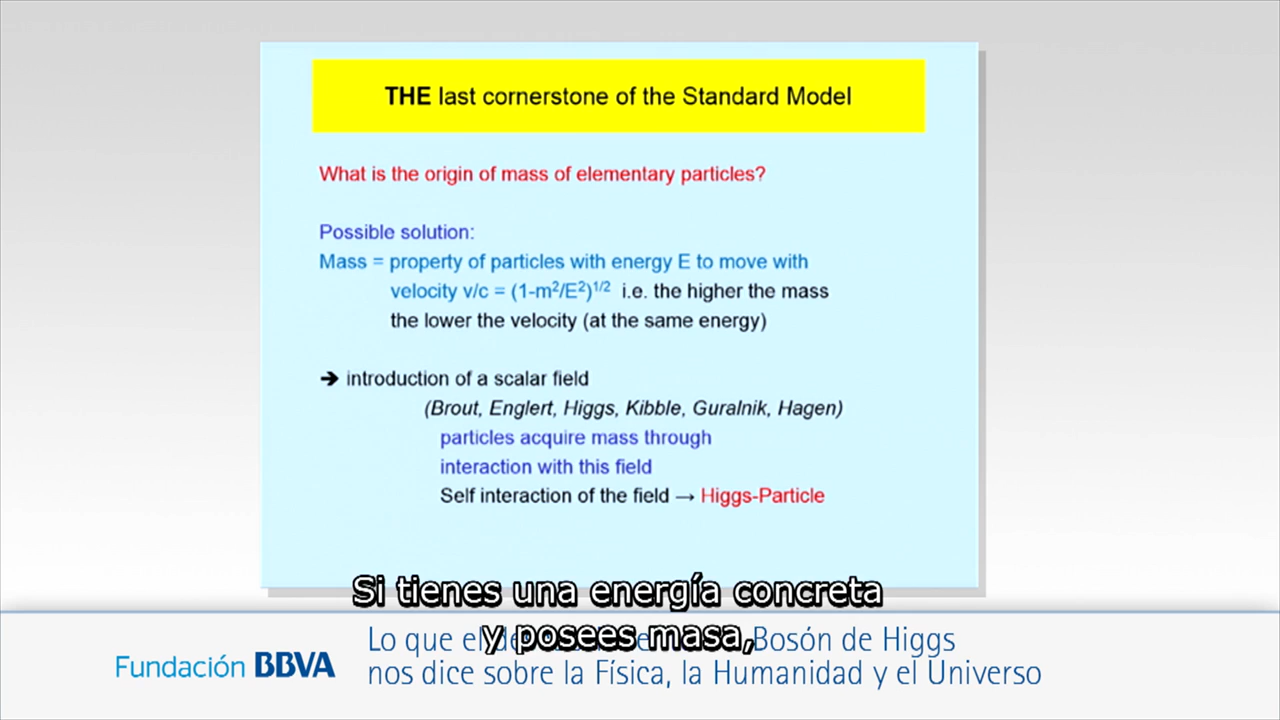 THE last cornerstone of the Standard Model
What is the origin of mass of elementary particles?
Possible solution:
Mass = property of particles with energy E to move with
velocity v/c = (1-m²/E²)¹/² i.e. the higher the mass
the lower the velocity (at the same energy)
➔ introduction of a scalar field
(Brout, Englert, Higgs, Kibble, Guralnik, Hagen)
particles acquire mass through
interaction with this field
Self interaction of the field → Higgs-Particle
Si tienes una energía concreta
y posees masa,
Fundación BBVA
Lo que el Bosón de Higgs
nos dice sobre la Física, la Humanidad y el Universo